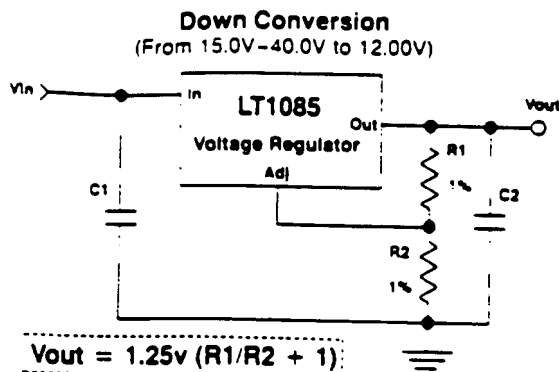 Down Conversion
(From 15.0V-40.0V to 12.00V)
Vin
In
LT1085
Voltage Regulator
Out
Adj
Vout
R1
1%
C1
C2
R2
1%
Vout = 1.25v (R1/R2 + 1)